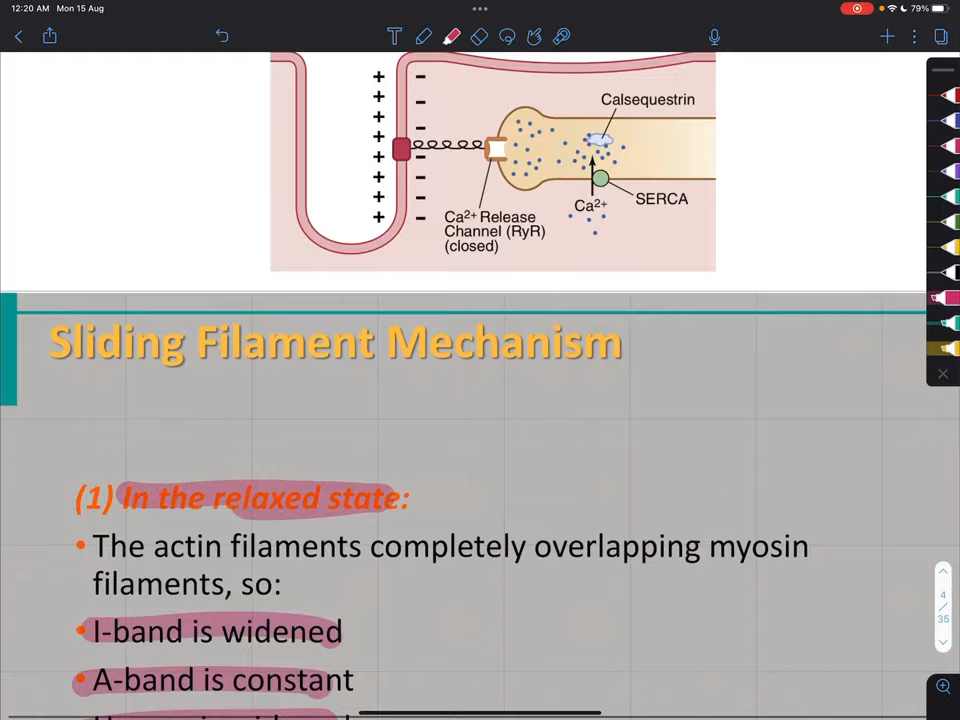 12:20 AM Mon 15 Aug
79%
+ −
+ −
+ −
+ −
+ −
+ −
+ −
+ −
Calsequestrin
SERCA
Ca2+
Ca2+ Release
Channel (RyR)
(closed)
Sliding Filament Mechanism
(1) In the relaxed state:
• The actin filaments completely overlapping myosin
filaments, so:
• I-band is widened
• A-band is constant
4
/
35